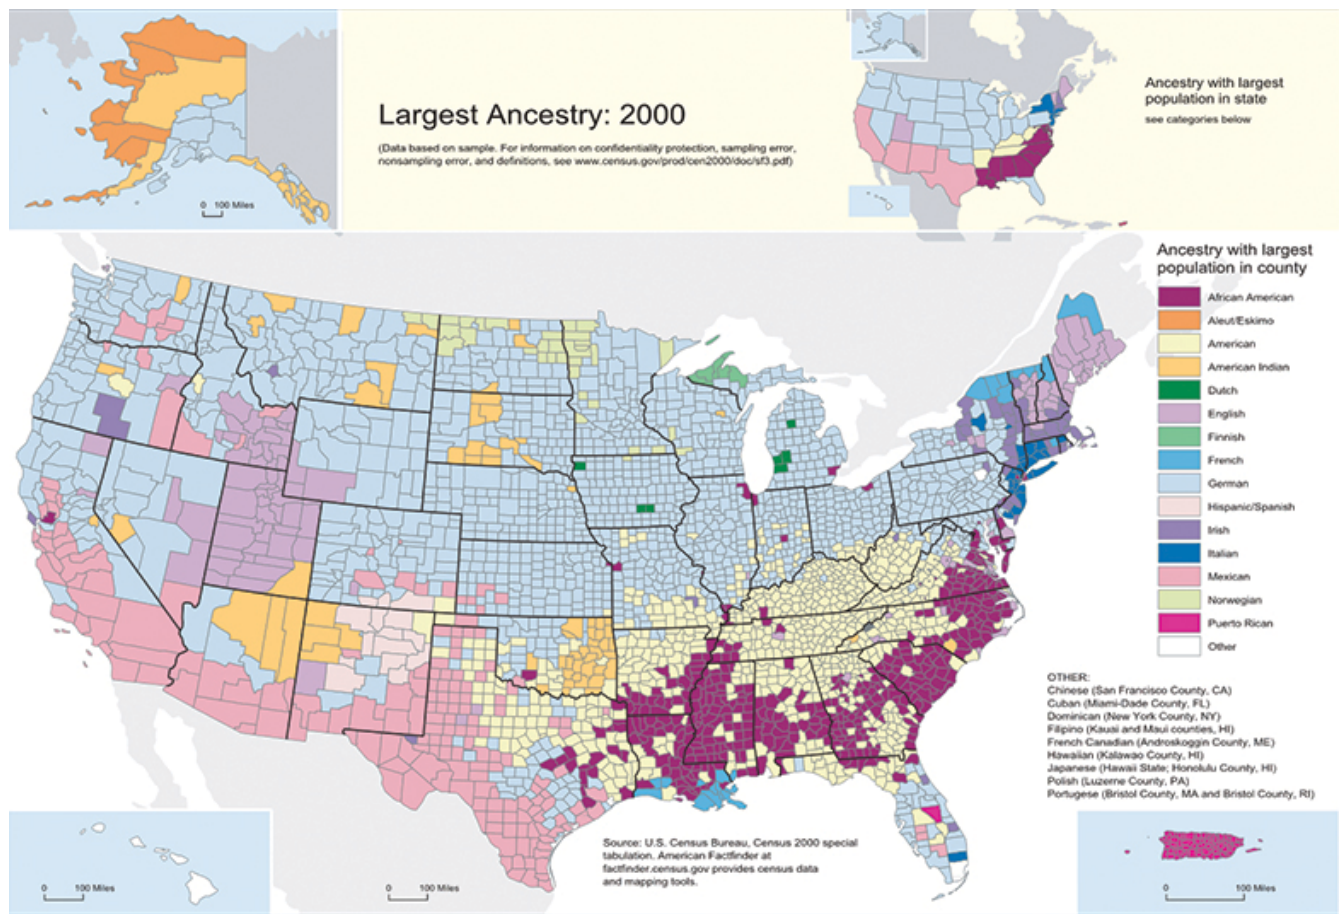 Largest Ancestry: 2000
(Data based on sample. For information on confidentiality protection, sampling error,
nonsampling error, and definitions, see www.census.gov/prod/cen2000/doc/sf3.pdf)
0 100 Miles
Ancestry with largest
population in state
see categories below
Ancestry with largest
population in county
African American
Aleut/Eskimo
American
American Indian
Dutch
English
Finnish
French
German
Hispanic/Spanish
Irish
Italian
Mexican
Norwegian
Puerto Rican
Other
OTHER:
Chinese (San Francisco County, CA)
Cuban (Miami-Dade County, FL)
Dominican (New York County, NY)
Filipino (Kauai and Maui counties, HI)
French Canadian (Androskoggin County, ME)
Hawaiian (Kalawao County, HI)
Japanese (Hawaii State; Honolulu County, HI)
Polish (Luzerne County, PA)
Portugese (Bristol County, MA and Bristol County, RI)
Source: U.S. Census Bureau, Census 2000 special
tabulation. American Factfinder at
factfinder.census.gov provides census data
and mapping tools.
0 100 Miles
0 100 Miles
0 100 Miles